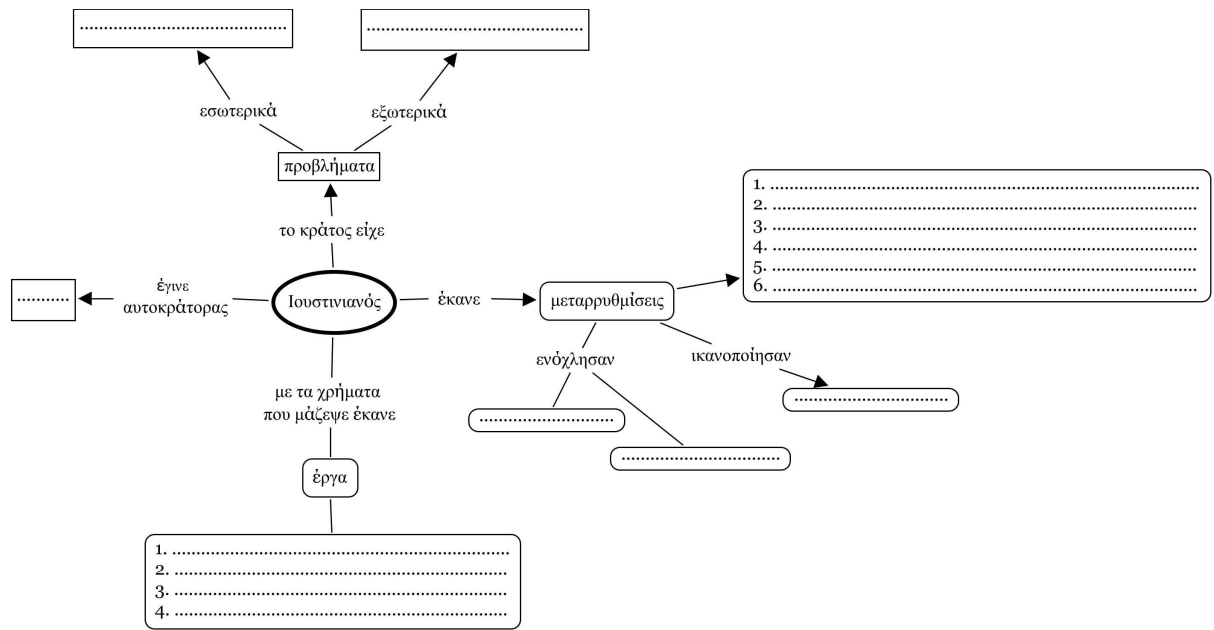 ........................................
........................................
εσωτερικά
εξωτερικά
προβλήματα
το κράτος είχε
1. ........................................
2. ........................................
3. ........................................
4. ........................................
5. ........................................
6. ........................................
...........
έγινε
αυτοκράτορας
Ιουστινιανός
έκανε
μεταρρυθμίσεις
ενόχλησαν
ικανοποίησαν
........................................
........................................
........................................
με τα χρήματα
που μάζεψε έκανε
έργα
1. ........................................
2. ........................................
3. ........................................
4. ........................................